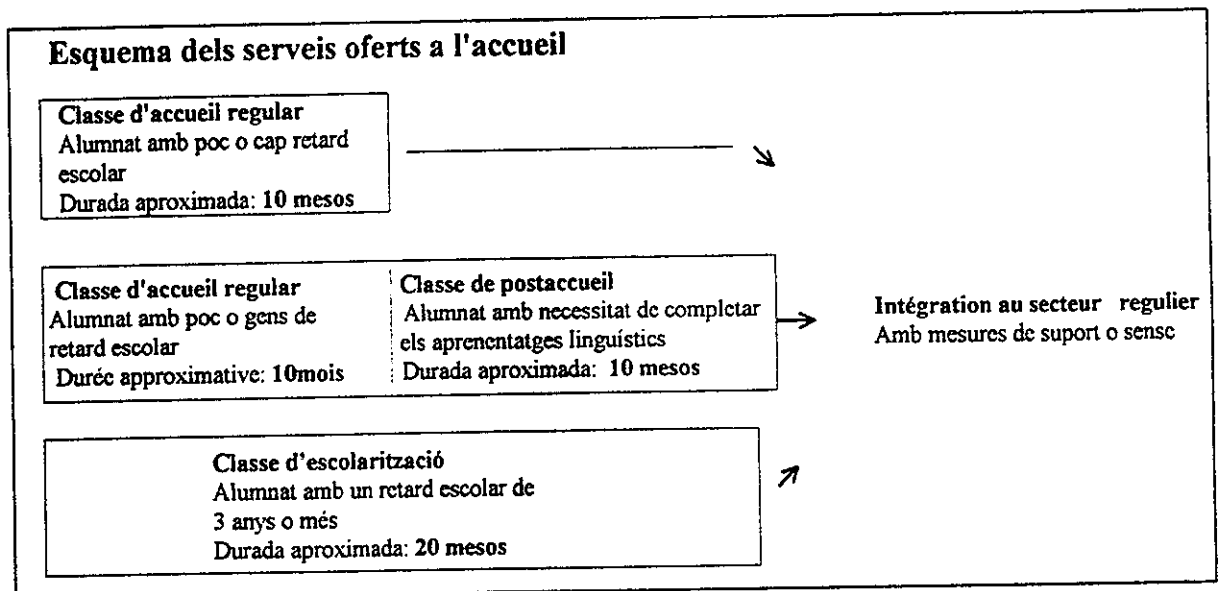 Esquema dels serveis oferts a l'accueil
Classe d'accueil regular
Alumnat amb poc o cap retard
escolar
Durada aproximada: 10 mesos
Classe d'accueil regular
Alumnat amb poc o gens de
retard escolar
Durée approximative: 10mois
Classe de postaccueil
Alumnat amb necessitat de completar
els aprenentatges linguístics
Durada aproximada: 10 mesos
Intégration au secteur regulier
Amb mesures de suport o sense
Classe d'escolarització
Alumnat amb un retard escolar de
3 anys o més
Durada aproximada: 20 mesos